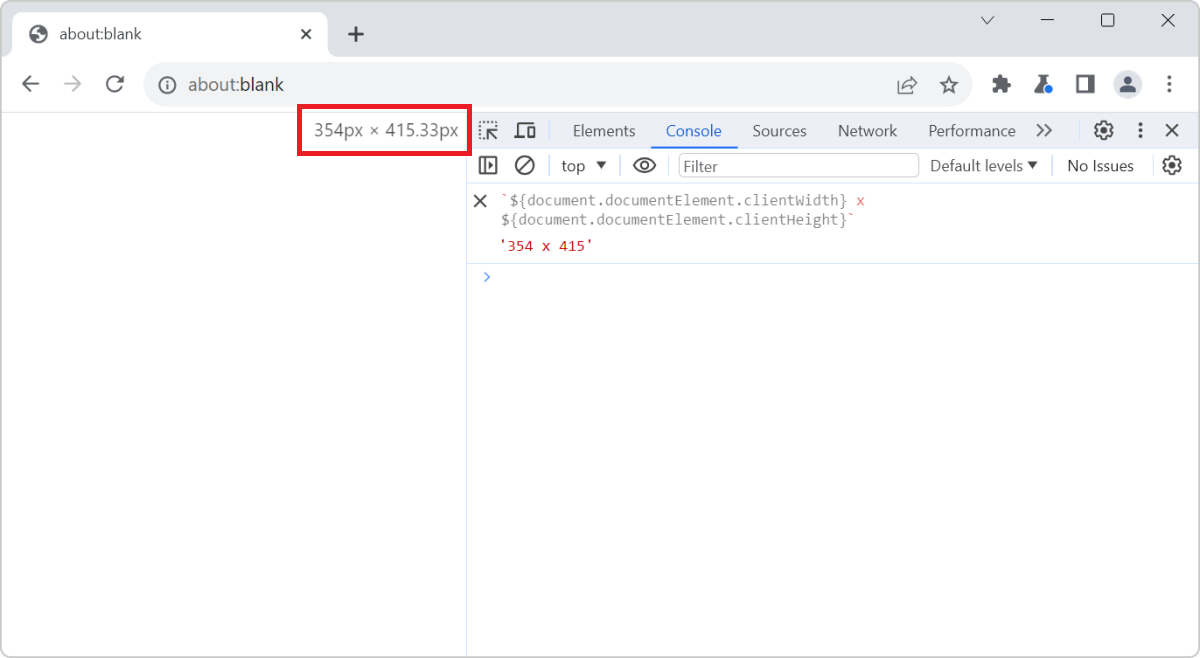 about:blank
about:blank
354px × 415.33px
Elements Console Sources Network Performance
top Filter Default levels No Issues
`${document.documentElement.clientWidth} x
${document.documentElement.clientHeight}`
'354 x 415'